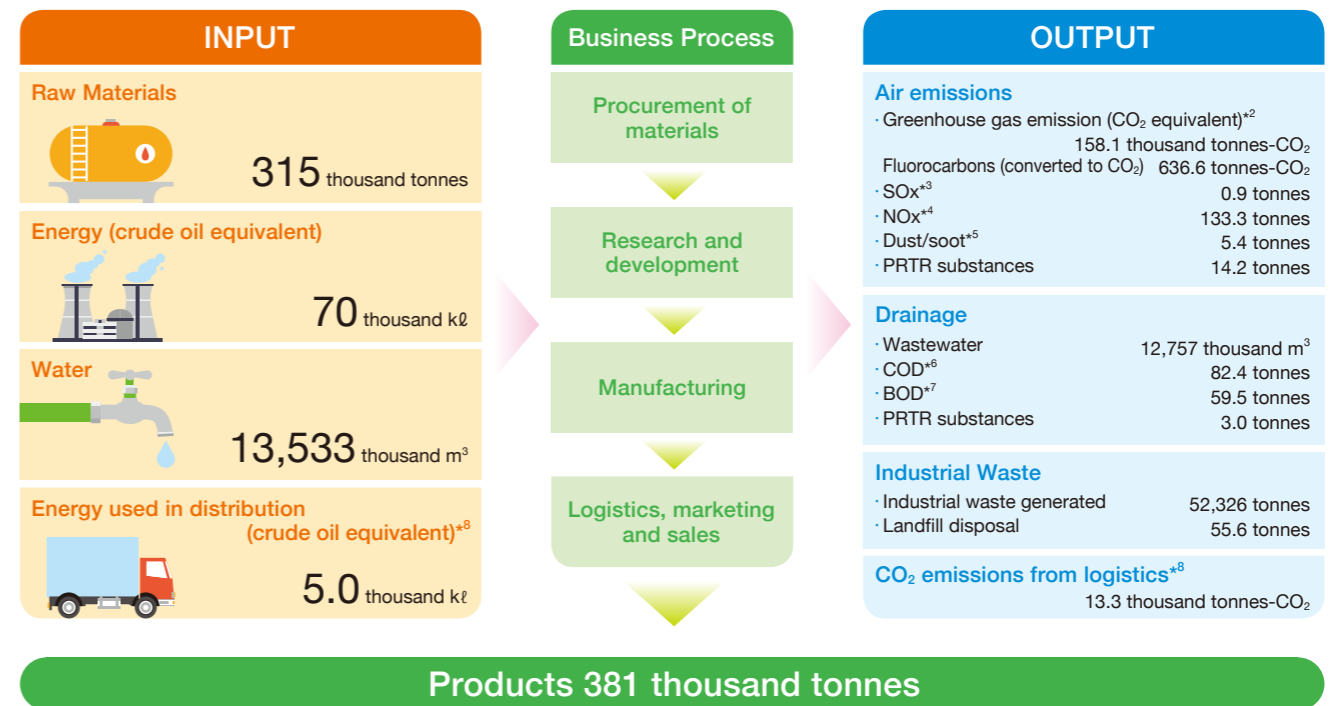 INPUT
Raw Materials
315 thousand tonnes
Energy (crude oil equivalent)
70 thousand kℓ
Water
13,533 thousand m³
Energy used in distribution
(crude oil equivalent)*⁸
5.0 thousand kℓ
Business Process
Procurement of
materials
Research and
development
Manufacturing
Logistics, marketing
and sales
OUTPUT
Air emissions
· Greenhouse gas emission (CO₂ equivalent)*²
158.1 thousand tonnes-CO₂
Fluorocarbons (converted to CO₂) 636.6 tonnes-CO₂
· SOx*³ 0.9 tonnes
· NOx*⁴ 133.3 tonnes
· Dust/soot*⁵ 5.4 tonnes
· PRTR substances 14.2 tonnes
Drainage
· Wastewater 12,757 thousand m³
· COD*⁶ 82.4 tonnes
· BOD*⁷ 59.5 tonnes
· PRTR substances 3.0 tonnes
Industrial Waste
· Industrial waste generated 52,326 tonnes
· Landfill disposal 55.6 tonnes
CO₂ emissions from logistics*⁸
13.3 thousand tonnes-CO₂
Products 381 thousand tonnes